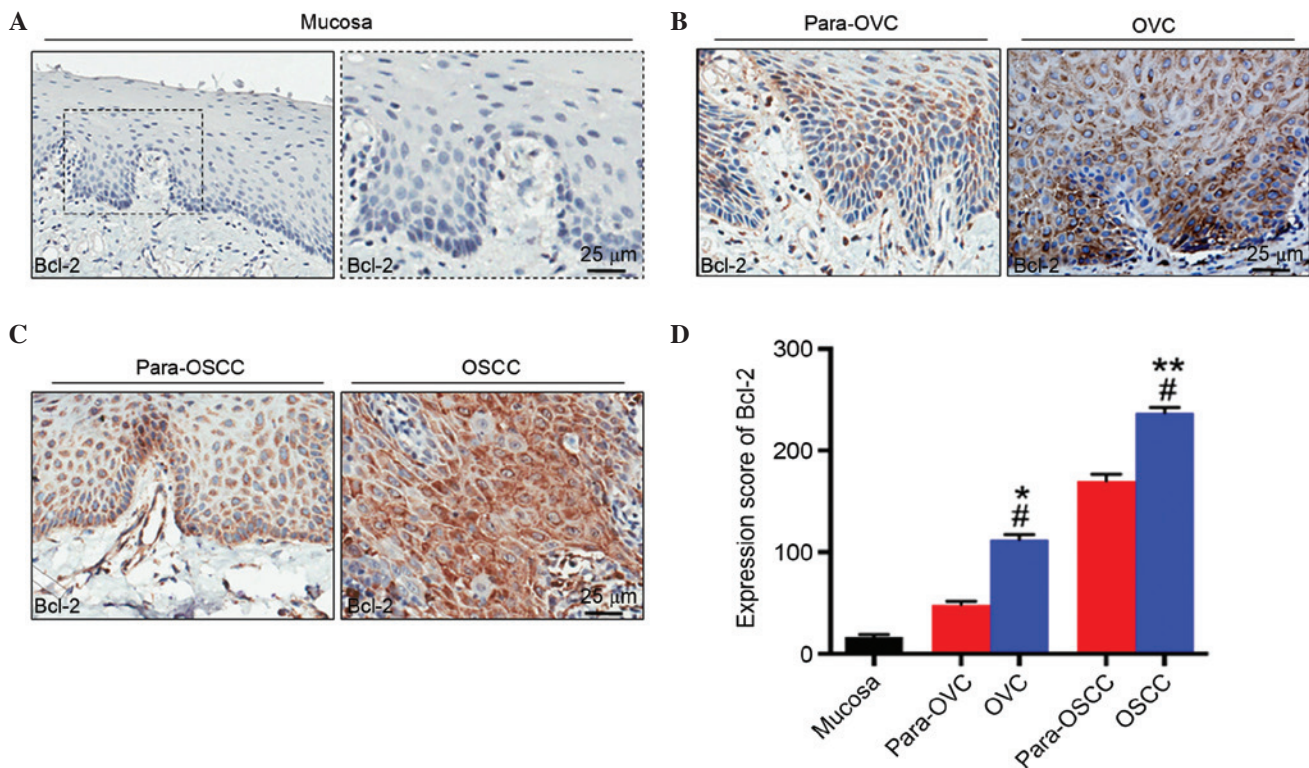 A
Mucosa
Bcl-2
Bcl-2
25 μm
B
Para-OVC
OVC
Bcl-2
Bcl-2
25 μm
C
Para-OSCC
OSCC
Bcl-2
Bcl-2
25 μm
D
Expression score of Bcl-2
300
200
100
0
*
#
**
#
Mucosa
Para-OVC
OVC
Para-OSCC
OSCC